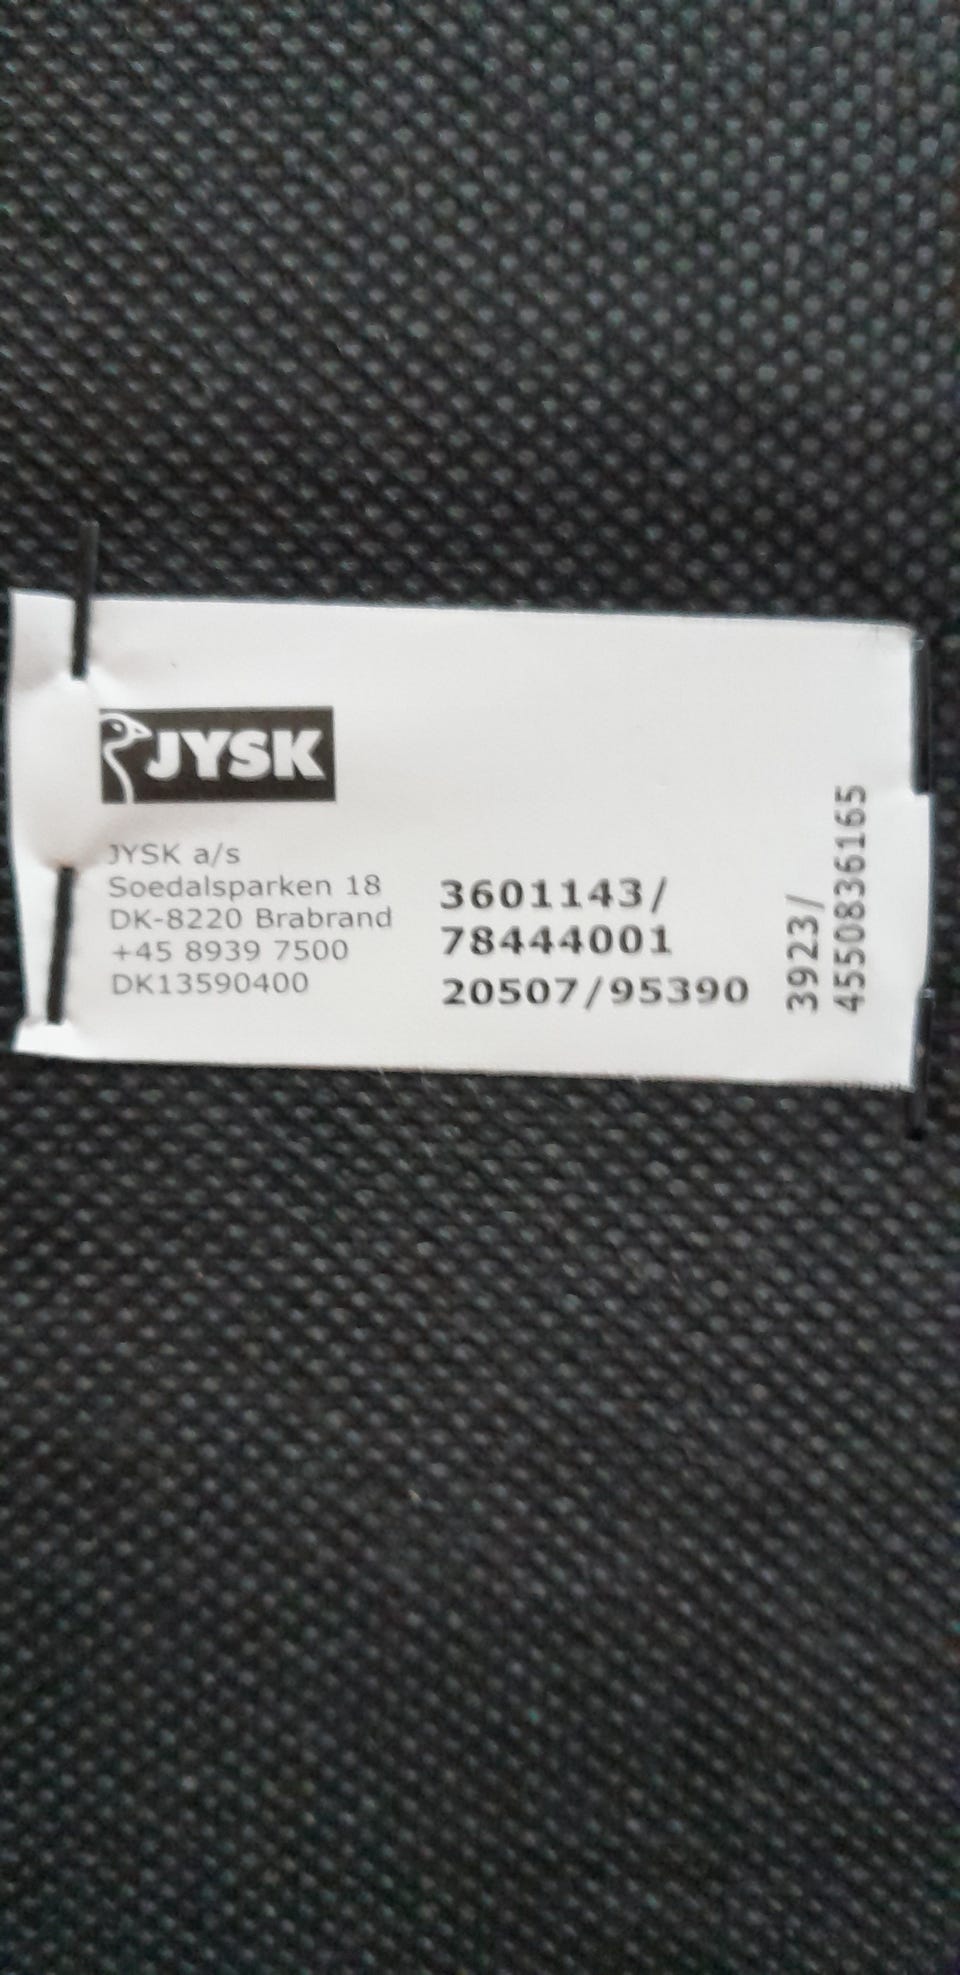 JYSK
JYSK a/s
Soedalsparken 18
DK-8220 Brabrand
+45 8939 7500
DK13590400
3601143/
78444001
20507/95390
3923/
4550836165